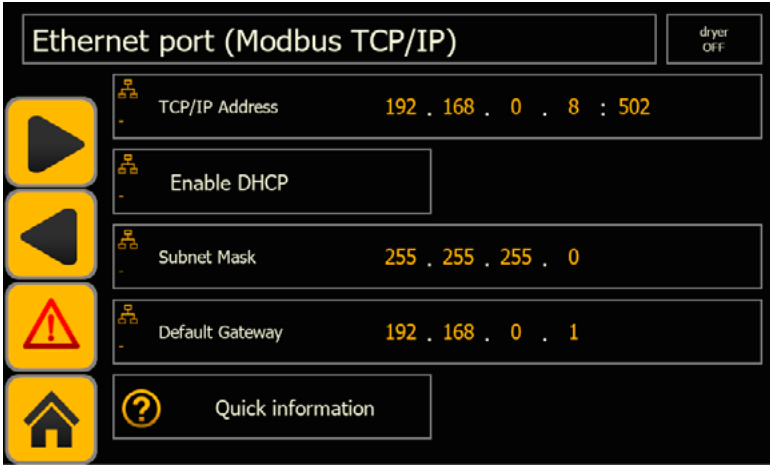 Ethernet port (Modbus TCP/IP)
dryer
OFF
TCP/IP Address 192 . 168 . 0 . 8 : 502
-
Enable DHCP
-
Subnet Mask 255 . 255 . 255 . 0
-
Default Gateway 192 . 168 . 0 . 1
-
? Quick information